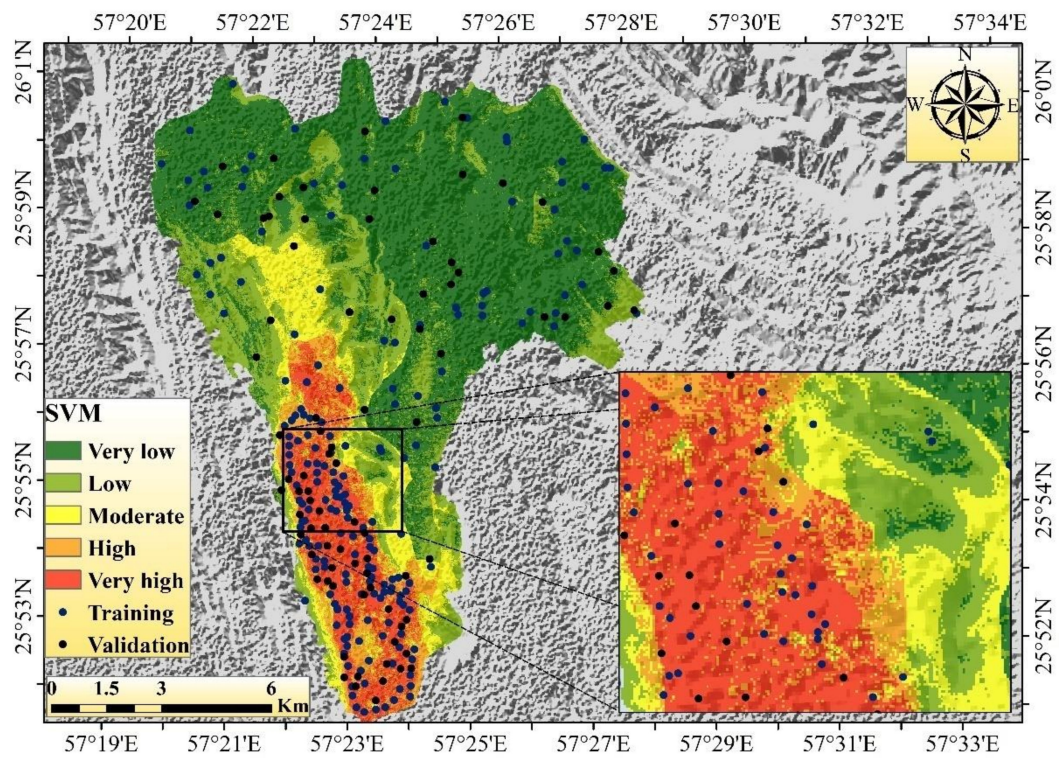 57°20'E 57°22'E 57°24'E 57°26'E 57°28'E 57°30'E 57°32'E 57°34'E
26°1'N
25°59'N
25°57'N
25°55'N
25°53'N
26°0'N
25°58'N
25°56'N
25°54'N
25°52'N
N
W E
S
SVM
Very low
Low
Moderate
High
Very high
Training
Validation
0 1.5 3 6
Km
57°19'E 57°21'E 57°23'E 57°25'E 57°27'E 57°29'E 57°31'E 57°33'E